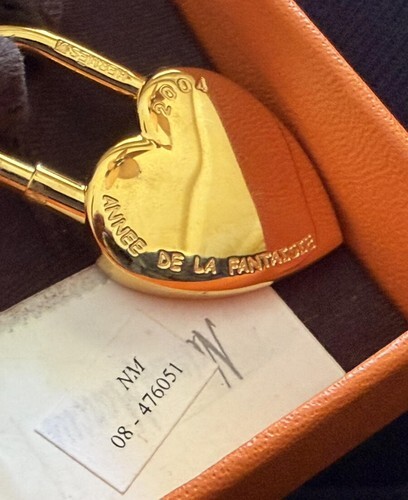 2004
ANNEE DE LA FANTAISIE
NM
08 - 476051